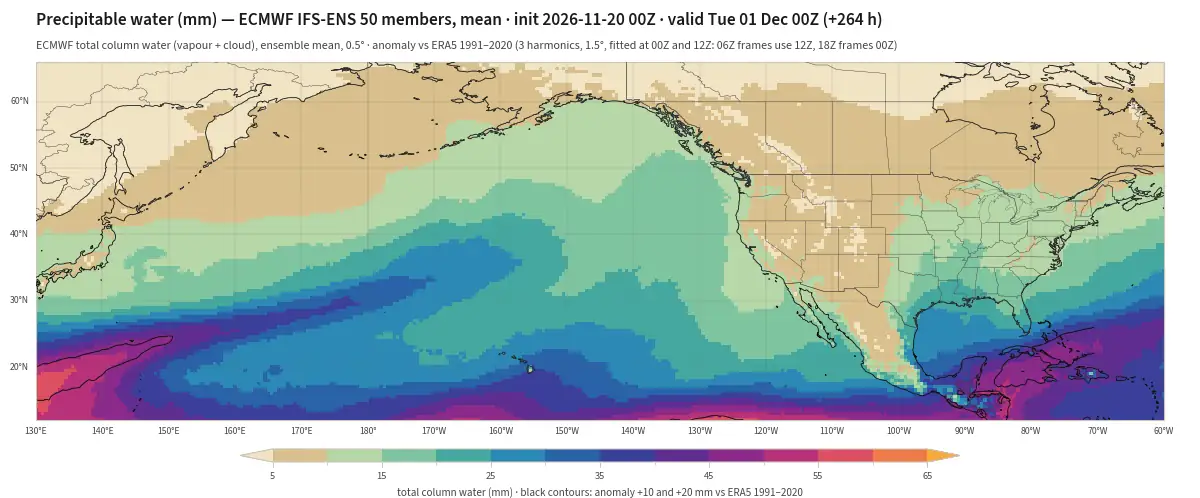 Precipitable water (mm) — ECMWF IFS-ENS 50 members, mean · init 2026-11-20 00Z · valid Tue 01 Dec 00Z (+264 h)
ECMWF total column water (vapour + cloud), ensemble mean, 0.5° · anomaly vs ERA5 1991–2020 (3 harmonics, 1.5°, fitted at 00Z and 12Z: 06Z frames use 12Z, 18Z frames 00Z)
60°N
50°N
40°N
30°N
20°N
130°E 140°E 150°E 160°E 170°E 180° 170°W 160°W 150°W 140°W 130°W 120°W 110°W 100°W 90°W 80°W 70°W 60°W
5 15 25 35 45 55 65
total column water (mm) · black contours: anomaly +10 and +20 mm vs ERA5 1991–2020